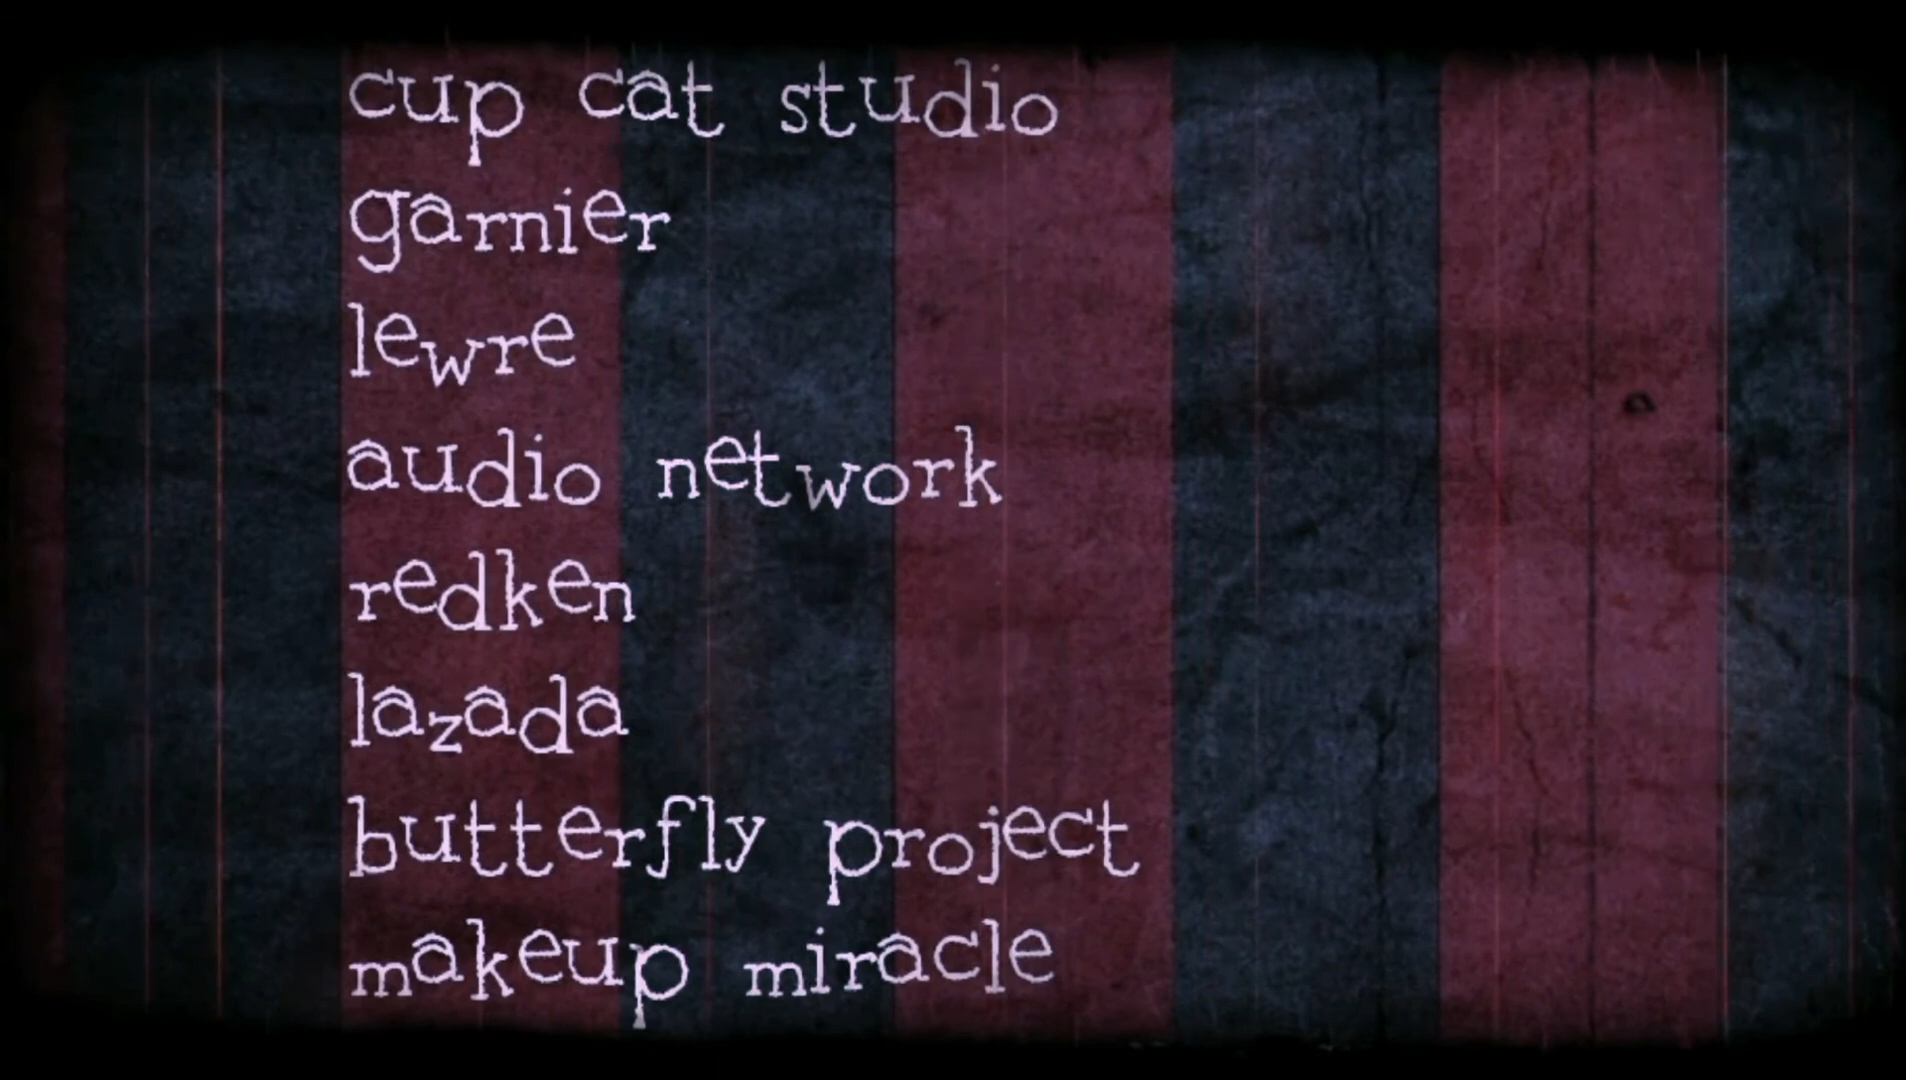 cup cat studio
garnier
lewre
audio network
redken
lazada
butterfly project
makeup miracle